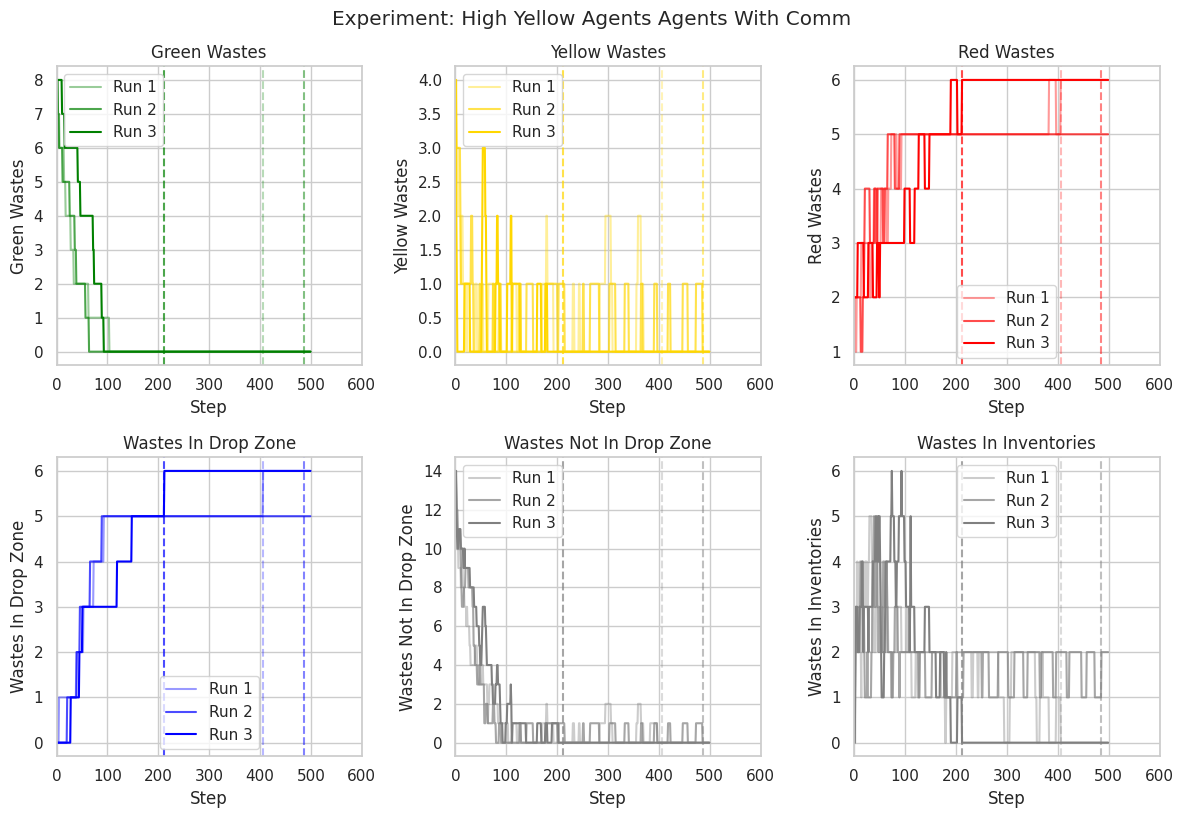 Experiment: High Yellow Agents Agents With Comm
Green Wastes
Green Wastes
8
7
6
5
4
3
2
1
0
Run 1
Run 2
Run 3
0 100 200 300 400 500 600
Step
Yellow Wastes
Yellow Wastes
4.0
3.5
3.0
2.5
2.0
1.5
1.0
0.5
0.0
Run 1
Run 2
Run 3
0 100 200 300 400 500 600
Step
Red Wastes
Red Wastes
6
5
4
3
2
1
Run 1
Run 2
Run 3
0 100 200 300 400 500 600
Step
Wastes In Drop Zone
Wastes In Drop Zone
6
5
4
3
2
1
0
Run 1
Run 2
Run 3
0 100 200 300 400 500 600
Step
Wastes Not In Drop Zone
Wastes Not In Drop Zone
14
12
10
8
6
4
2
0
Run 1
Run 2
Run 3
0 100 200 300 400 500 600
Step
Wastes In Inventories
Wastes In Inventories
6
5
4
3
2
1
0
Run 1
Run 2
Run 3
0 100 200 300 400 500 600
Step